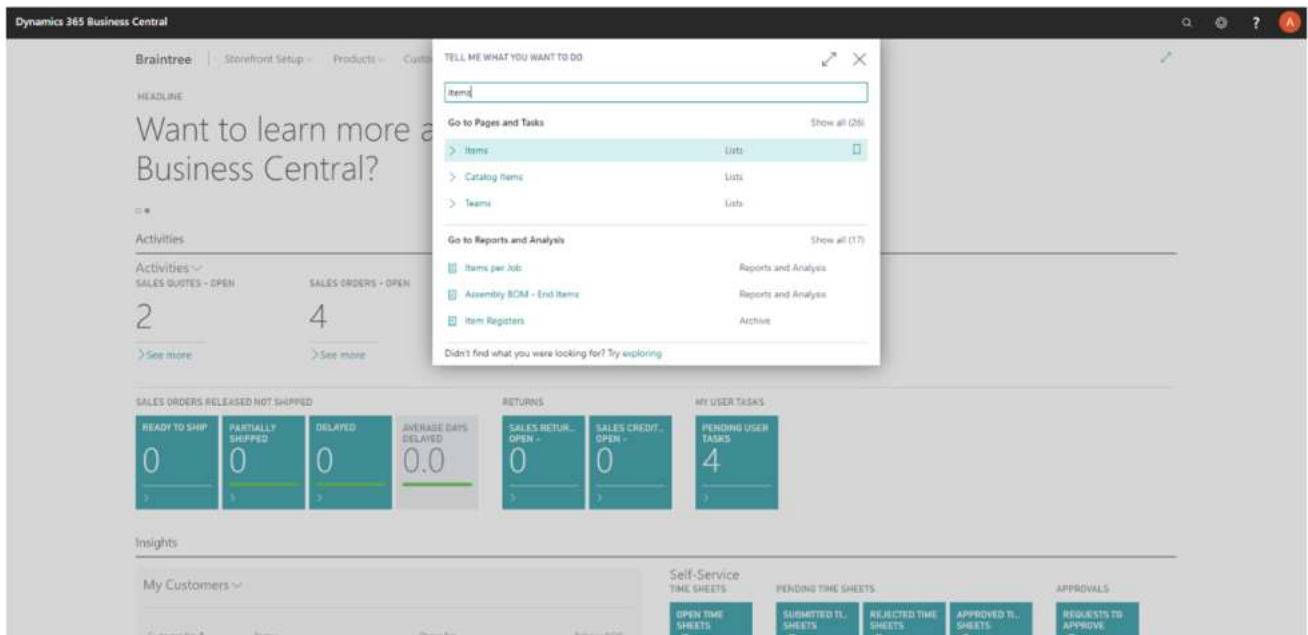 Dynamics 365 Business Central
?
A
Braintree Storefront Setup Products
HEADLINE
Want to learn more
Business Central?
TELL ME WHAT YOU WANT TO DO
items
Go to Pages and Tasks Show all (26)
Items Lists
Catalog Items Lists
Teams Lists
Go to Reports and Analysis Show all (17)
Items per Job Reports and Analysis
Assembly BOM - End Items Reports and Analysis
Item Registers Archive
Didn't find what you were looking for? Try exploring
Activities
Activities
SALES QUOTES - OPEN SALES ORDERS - OPEN
2 4
>See more >See more
SALES ORDERS RELEASED NOT SHIPPED RETURNS MY USER TASKS
READY TO SHIP
0
PARTIALLY
SHIPPED
0
DELAYED
0
AVERAGE DAYS
DELAYED
0.0
SALES RETUR...
OPEN -
0
SALES CREDIT...
OPEN -
0
PENDING USER
TASKS
4
Insights
My Customers
Self-Service
TIME SHEETS PENDING TIME SHEETS APPROVALS
OPEN TIME
SHEETS
SUBMITTED TI...
SHEETS
REJECTED TIME
SHEETS
APPROVED TI...
SHEETS
REQUESTS TO
APPROVE